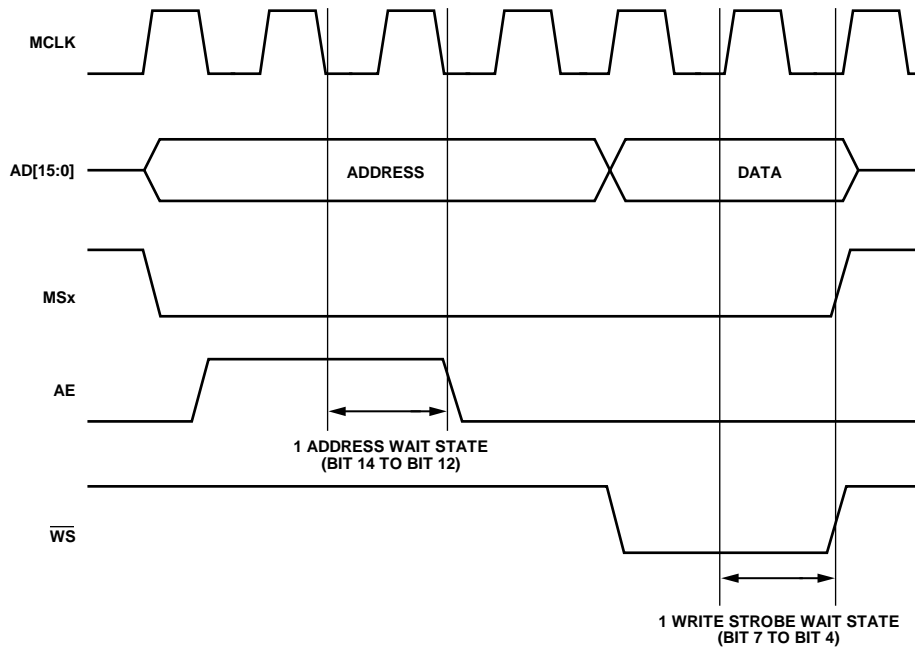 MCLK
AD[15:0]
ADDRESS
DATA
MSx
AE
1 ADDRESS WAIT STATE
(BIT 14 TO BIT 12)
WS
1 WRITE STROBE WAIT STATE
(BIT 7 TO BIT 4)